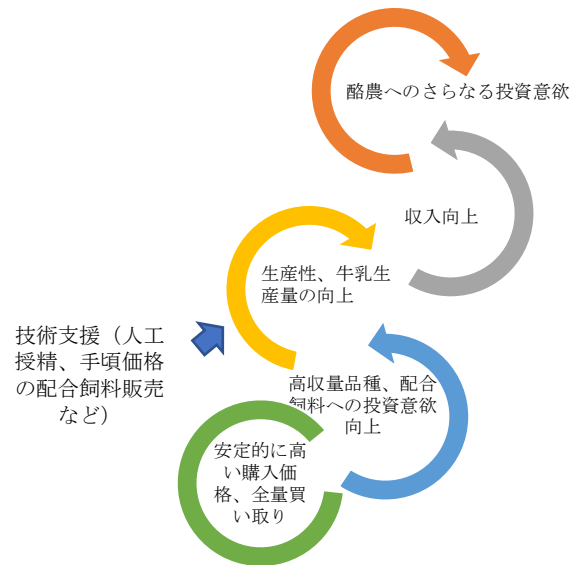 酪農へのさらなる投資意欲
収入向上
生産性、牛乳生
産量の向上
技術支援（人工
授精、手頃価格
の配合飼料販売
など）
高収量品種、配合
飼料への投資意欲
向上
安定的に高
い購入価
格、全量買
い取り